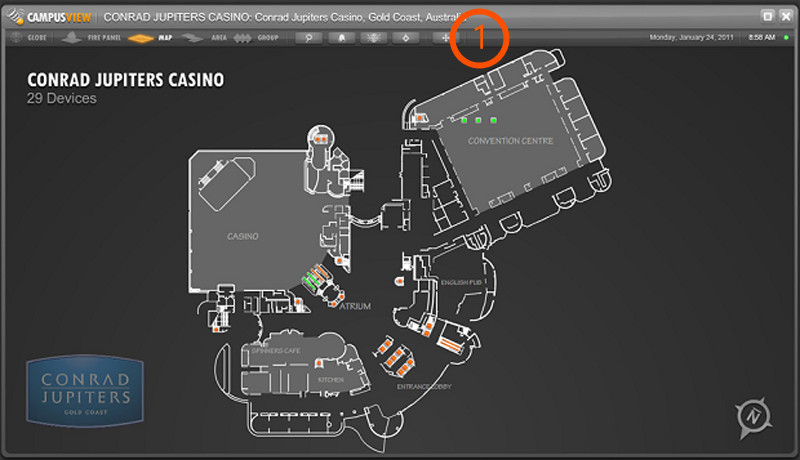 CAMPUSVIEW CONRAD JUPITERS CASINO: Conrad Jupiters Casino, Gold Coast, Australia
GLOBE FIRE PANEL MAP AREA GROUP Monday, January 24, 2011 8:58 AM
1
CONRAD JUPITERS CASINO
29 Devices
CONVENTION CENTRE
CASINO
ENGLISH PUB
ATRIUM
SPINNERS CAFE
KITCHEN
ENTRANCE LOBBY
CONRAD
JUPITERS
GOLD COAST
N